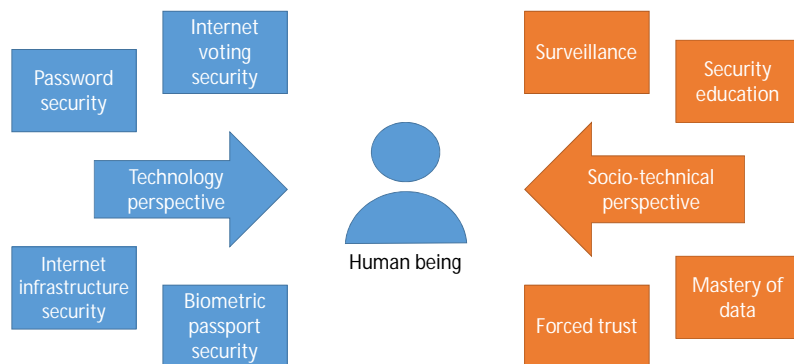 Internet
voting
security
Password
security
Technology
perspective
Internet
infrastructure
security
Biometric
passport
security
Human being
Surveillance
Security
education
Socio-technical
perspective
Mastery of
data
Forced trust